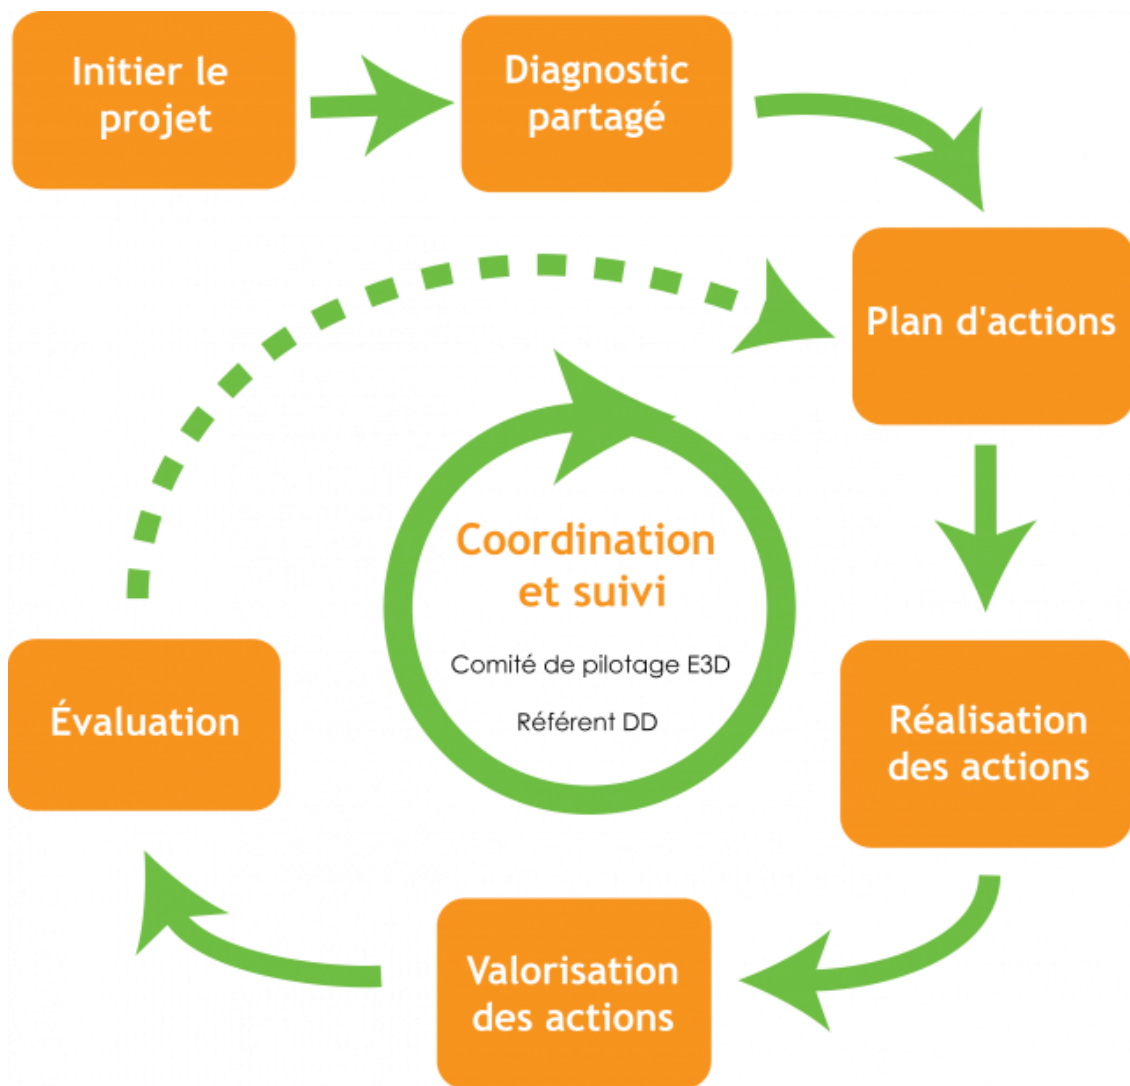 Initier le
projet
Diagnostic
partagé
Plan d'actions
Coordination
et suivi
Comité de pilotage E3D
Référent DD
Évaluation
Réalisation
des actions
Valorisation
des actions